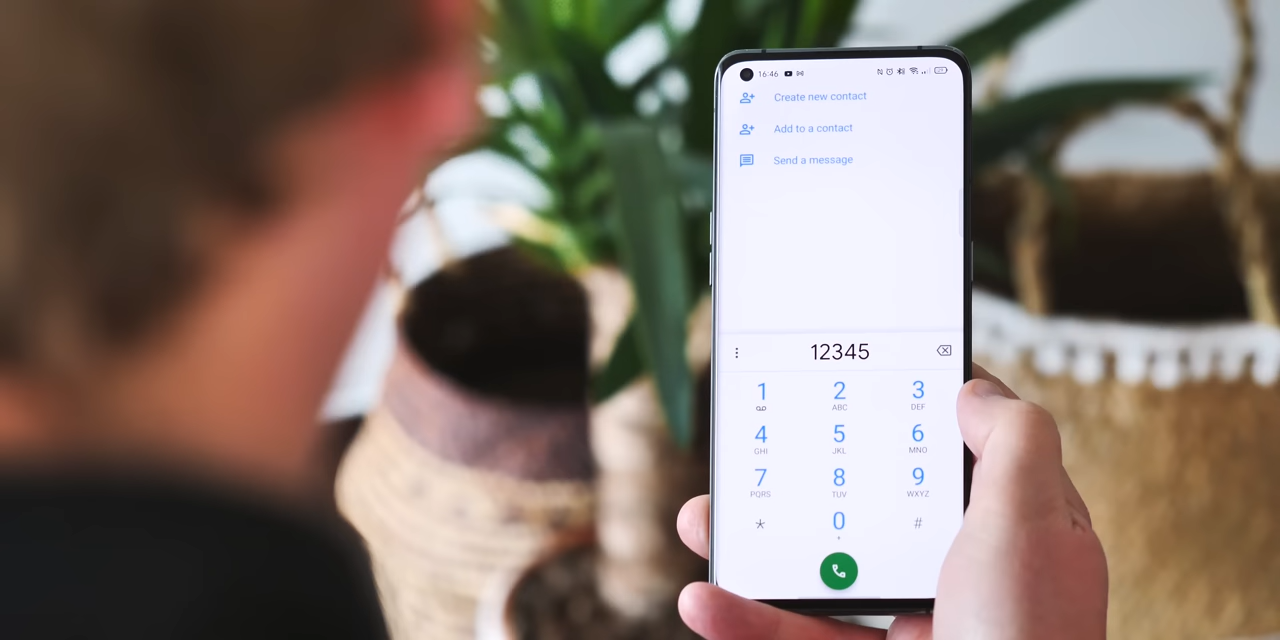 16:46
Create new contact
Add to a contact
Send a message
12345
1 2 3
ABC DEF
4 5 6
GHI JKL MNO
7 8 9
PQRS TUV WXYZ
* 0 #